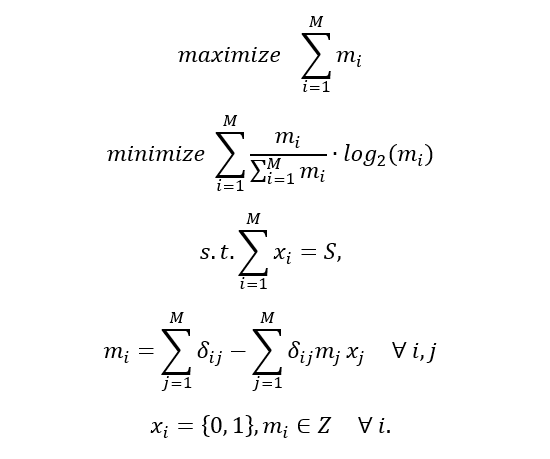 maximize ∑_{i=1}^{M} m_i
minimize ∑_{i=1}^{M} \frac{m_i}{∑_{i=1}^{M} m_i} · log_2(m_i)
s.t. ∑_{i=1}^{M} x_i = S,
m_i = ∑_{j=1}^{M} δ_{ij} − ∑_{j=1}^{M} δ_{ij} m_j x_j ∀ i,j
x_i = {0, 1}, m_i ∈ Z ∀ i.